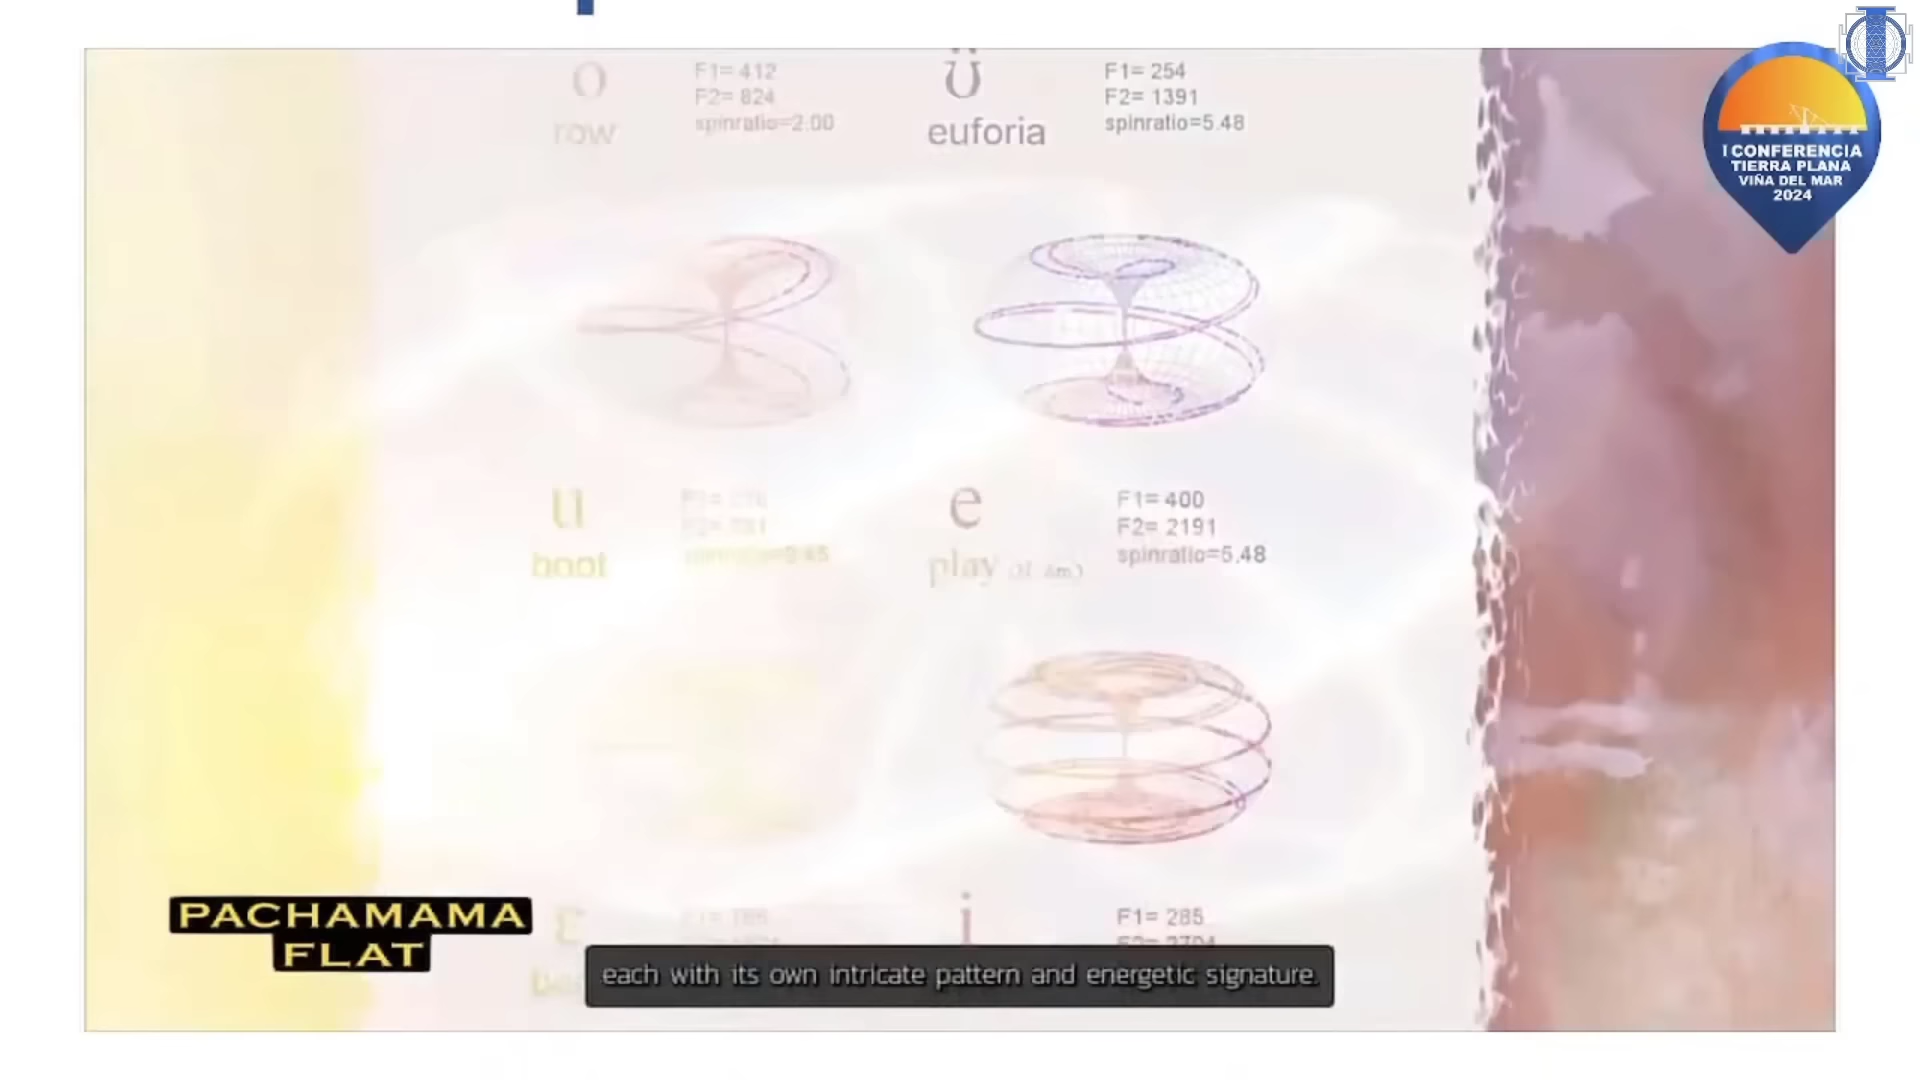 o
F1= 412
F2= 824
spinratio=2.00
row
ʊ̈
F1= 254
F2= 1391
spinratio=5.48
euforia
I CONFERENCIA
TIERRA PLANA
VIÑA DEL MAR
2024
u
boot
e
F1= 400
F2= 2191
spinratio=5.48
play
ε
i
F1= 285
PACHAMAMA
FLAT
each with its own intricate pattern and energetic signature.